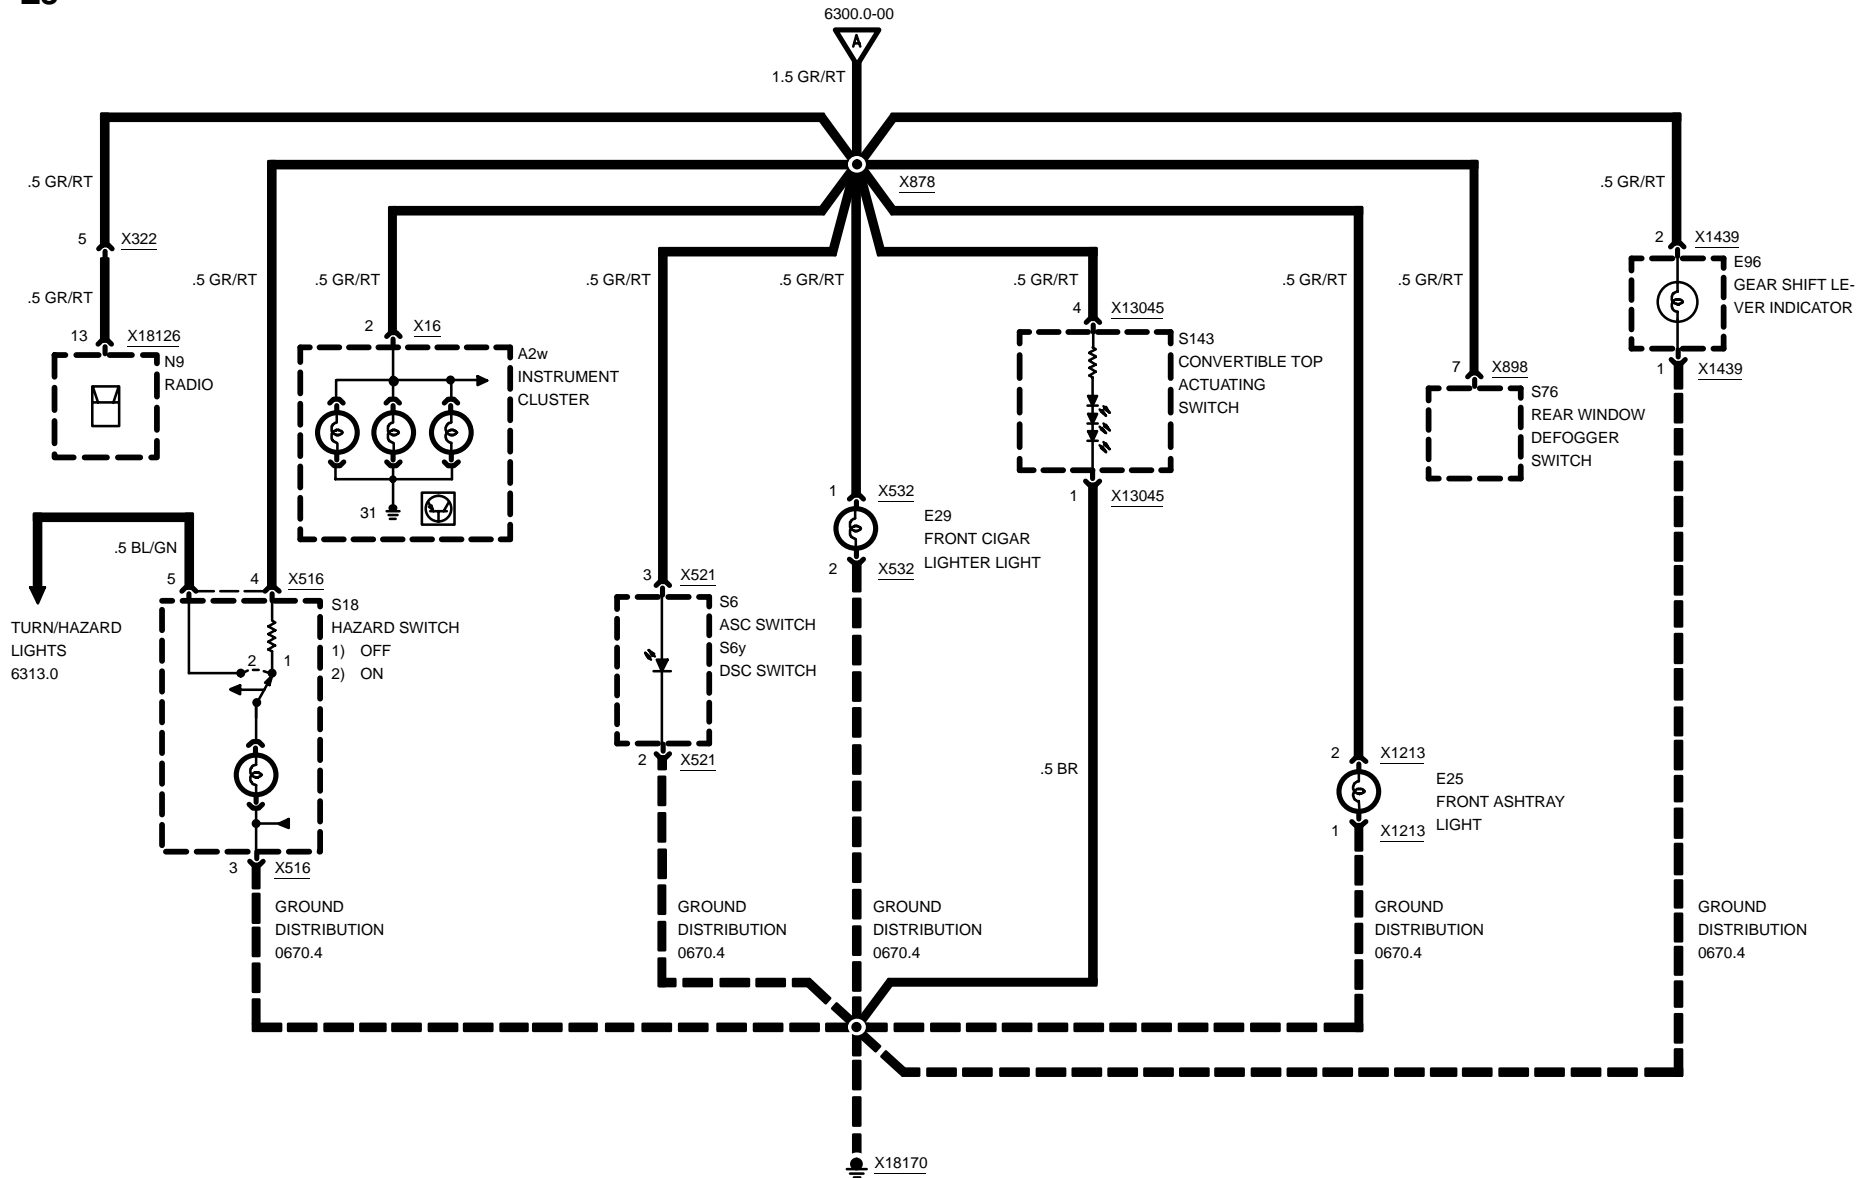 6300.0-00
A
1.5 GR/RT
X878
.5 GR/RT
5 X322
.5 GR/RT
13 X18126
N9
RADIO
.5 GR/RT
.5 GR/RT
2 X16
A2w
INSTRUMENT
CLUSTER
31
.5 GR/RT
.5 GR/RT
.5 GR/RT
4 X13045
S143
CONVERTIBLE TOP
ACTUATING
SWITCH
1 X13045
.5 GR/RT
.5 GR/RT
7 X898
S76
REAR WINDOW
DEFOGGER
SWITCH
.5 GR/RT
2 X1439
E96
GEAR SHIFT LE-
VER INDICATOR
1 X1439
.5 BL/GN
5 4 X516
TURN/HAZARD
LIGHTS
6313.0
S18
HAZARD SWITCH
1) OFF
2) ON
2 1
3 X516
1 X532
E29
FRONT CIGAR
LIGHTER LIGHT
2 X532
3 X521
S6
ASC SWITCH
S6y
DSC SWITCH
2 X521
.5 BR
2 X1213
E25
FRONT ASHTRAY
LIGHT
1 X1213
GROUND
DISTRIBUTION
0670.4
GROUND
DISTRIBUTION
0670.4
GROUND
DISTRIBUTION
0670.4
GROUND
DISTRIBUTION
0670.4
GROUND
DISTRIBUTION
0670.4
X18170